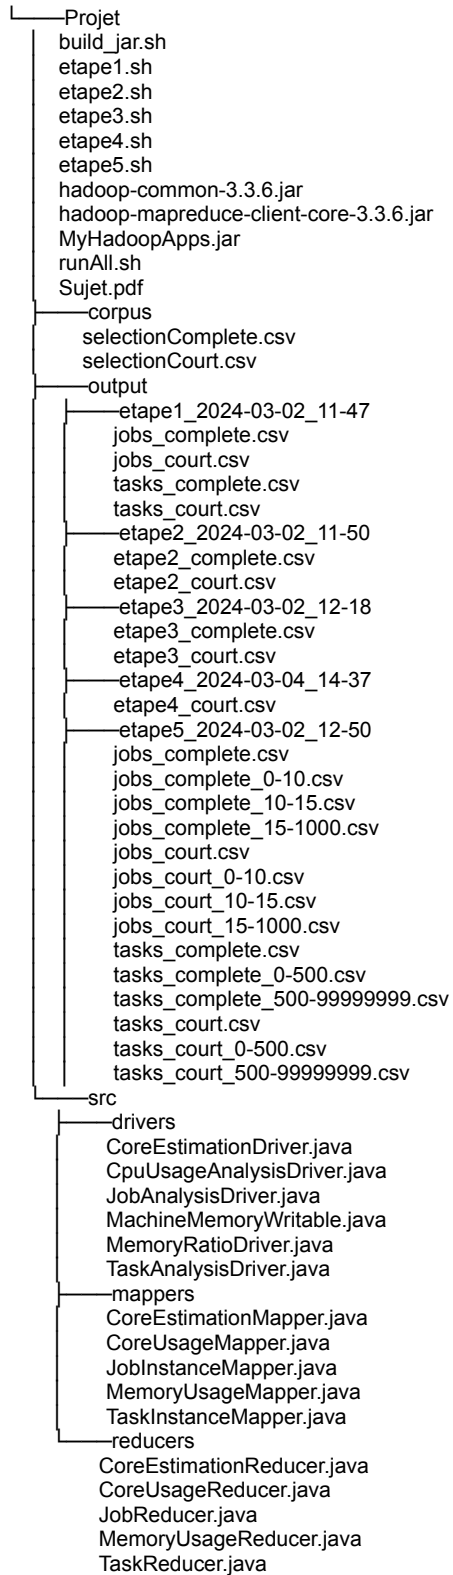 Projet
build_jar.sh
etape1.sh
etape2.sh
etape3.sh
etape4.sh
etape5.sh
hadoop-common-3.3.6.jar
hadoop-mapreduce-client-core-3.3.6.jar
MyHadoopApps.jar
runAll.sh
Sujet.pdf
corpus
selectionComplete.csv
selectionCourt.csv
output
etape1_2024-03-02_11-47
jobs_complete.csv
jobs_court.csv
tasks_complete.csv
tasks_court.csv
etape2_2024-03-02_11-50
etape2_complete.csv
etape2_court.csv
etape3_2024-03-02_12-18
etape3_complete.csv
etape3_court.csv
etape4_2024-03-04_14-37
etape4_court.csv
etape5_2024-03-02_12-50
jobs_complete.csv
jobs_complete_0-10.csv
jobs_complete_10-15.csv
jobs_complete_15-1000.csv
jobs_court.csv
jobs_court_0-10.csv
jobs_court_10-15.csv
jobs_court_15-1000.csv
tasks_complete.csv
tasks_complete_0-500.csv
tasks_complete_500-99999999.csv
tasks_court.csv
tasks_court_0-500.csv
tasks_court_500-99999999.csv
src
drivers
CoreEstimationDriver.java
CpuUsageAnalysisDriver.java
JobAnalysisDriver.java
MachineMemoryWritable.java
MemoryRatioDriver.java
TaskAnalysisDriver.java
mappers
CoreEstimationMapper.java
CoreUsageMapper.java
JobInstanceMapper.java
MemoryUsageMapper.java
TaskInstanceMapper.java
reducers
CoreEstimationReducer.java
CoreUsageReducer.java
JobReducer.java
MemoryUsageReducer.java
TaskReducer.java